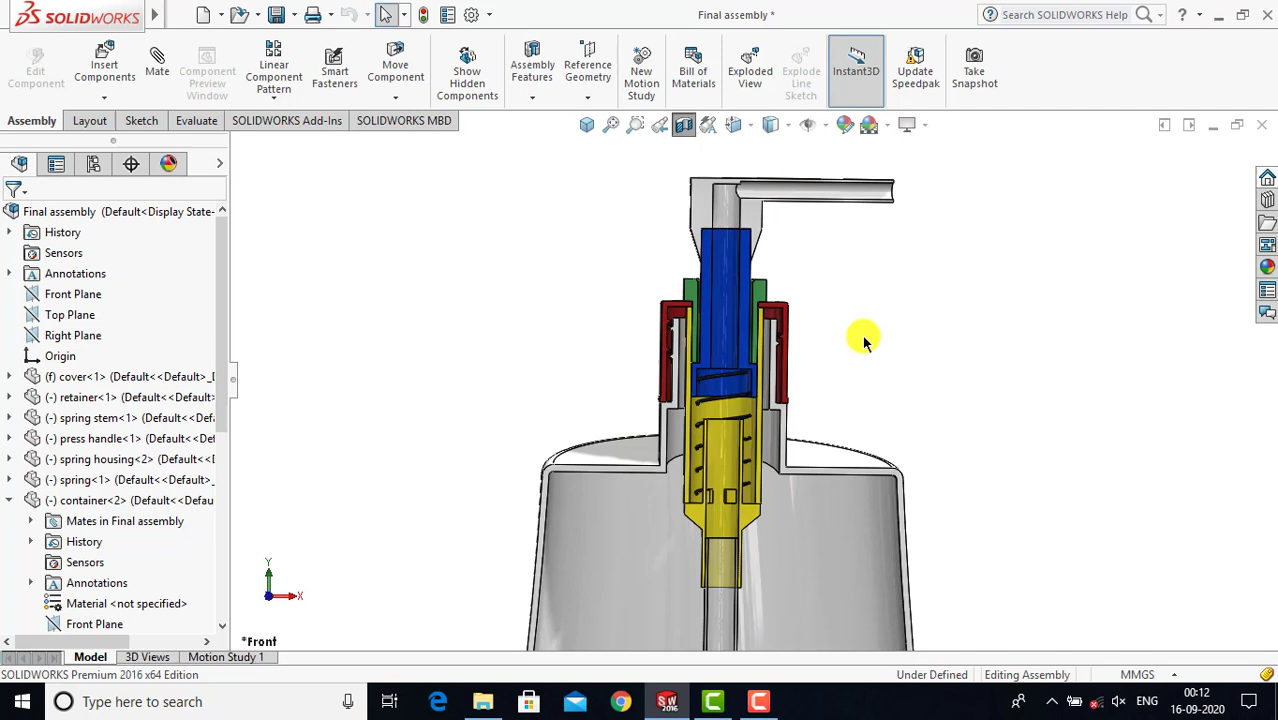 SOLIDWORKS
Final assembly *
Search SOLIDWORKS Help
Edit Component
Insert Components
Mate
Component Preview Window
Linear Component Pattern
Smart Fasteners
Move Component
Show Hidden Components
Assembly Features
Reference Geometry
New Motion Study
Bill of Materials
Exploded View
Explode Line Sketch
Instant3D
Update Speedpak
Take Snapshot
Assembly
Layout
Sketch
Evaluate
SOLIDWORKS Add-Ins
SOLIDWORKS MBD
Final assembly (Default<Display State-
History
Sensors
Annotations
Front Plane
Top Plane
Right Plane
Origin
(f) cover<1> (Default<<Default>_D
(-) retainer<1> (Default<<Default>
(-) spring stem<1> (Default<<Defa
(-) press handle<1> (Default<<Def
(-) spring housing<2> (Default<<D
(-) spring<1> (Default<<Default>_
(-) container<2> (Default<<Defau
Mates in Final assembly
History
Sensors
Annotations
Material <not specified>
Front Plane
Y
X
*Front
Model
3D Views
Motion Study 1
SOLIDWORKS Premium 2016 x64 Edition
Under Defined
Editing Assembly
MMGS
Type here to search
SW
2016
ENG
00:12
16-09-2020